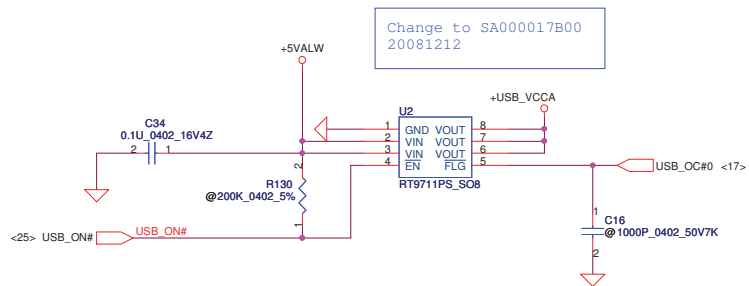 Change to SA000017B00
20081212
+5VALW
+USB_VCCA
C34
0.1U_0402_16V4Z
2 1
U2
1 GND VOUT 8
2 VIN VOUT 7
3 VIN VOUT 6
4 EN FLG 5
RT9711PS_SO8
USB_OC#0 <17>
2
R130
@200K_0402_5%
1
<25> USB_ON# USB_ON#
1
C16
@1000P_0402_50V7K
2